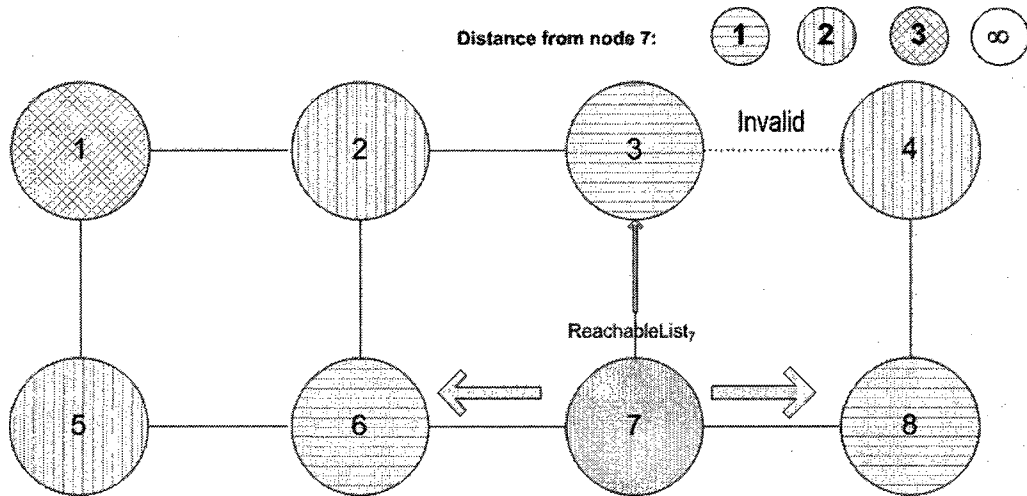 Distance from node 7: 1 2 3 ∞
1 2 3 Invalid 4
ReachableList₇
5 6 7 8